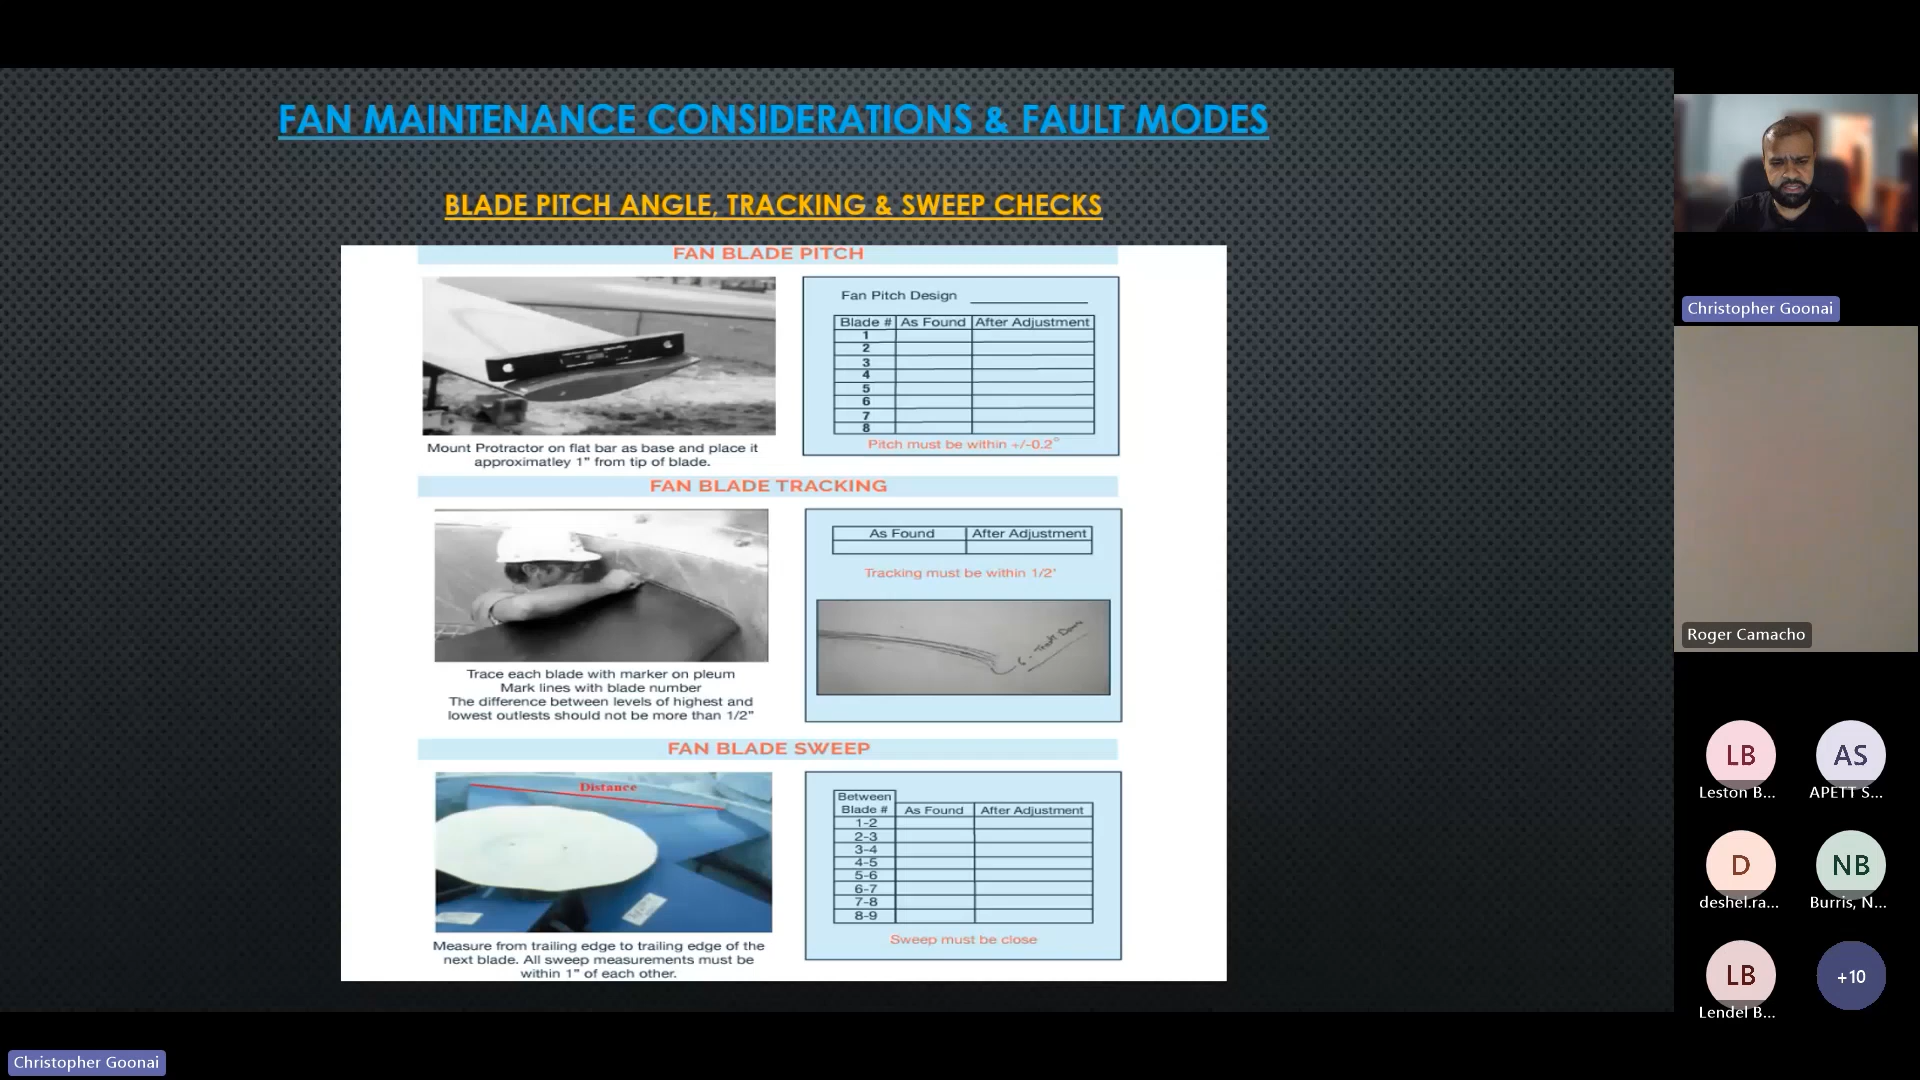 FAN MAINTENANCE CONSIDERATIONS & FAULT MODES
BLADE PITCH ANGLE, TRACKING & SWEEP CHECKS
FAN BLADE PITCH
Mount Protractor on flat bar as base and place it
approximatley 1" from tip of blade.
Fan Pitch Design
Blade # As Found After Adjustment
1
2
3
4
5
6
7
8
Pitch must be within +/-0.2°
FAN BLADE TRACKING
Trace each blade with marker on pleum
Mark lines with blade number
The difference between levels of highest and
lowest outlests should not be more than 1/2"
As Found After Adjustment
Tracking must be within 1/2'
FAN BLADE SWEEP
Distance
Measure from trailing edge to trailing edge of the
next blade. All sweep measurements must be
within 1" of each other.
Between
Blade # As Found After Adjustment
1-2
2-3
3-4
4-5
5-6
6-7
7-8
8-9
Sweep must be close
Christopher Goonai
Roger Camacho
LB
Leston B...
AS
APETT S...
D
deshel.ra...
NB
Burris, N...
LB
Lendel B...
+10
Christopher Goonai